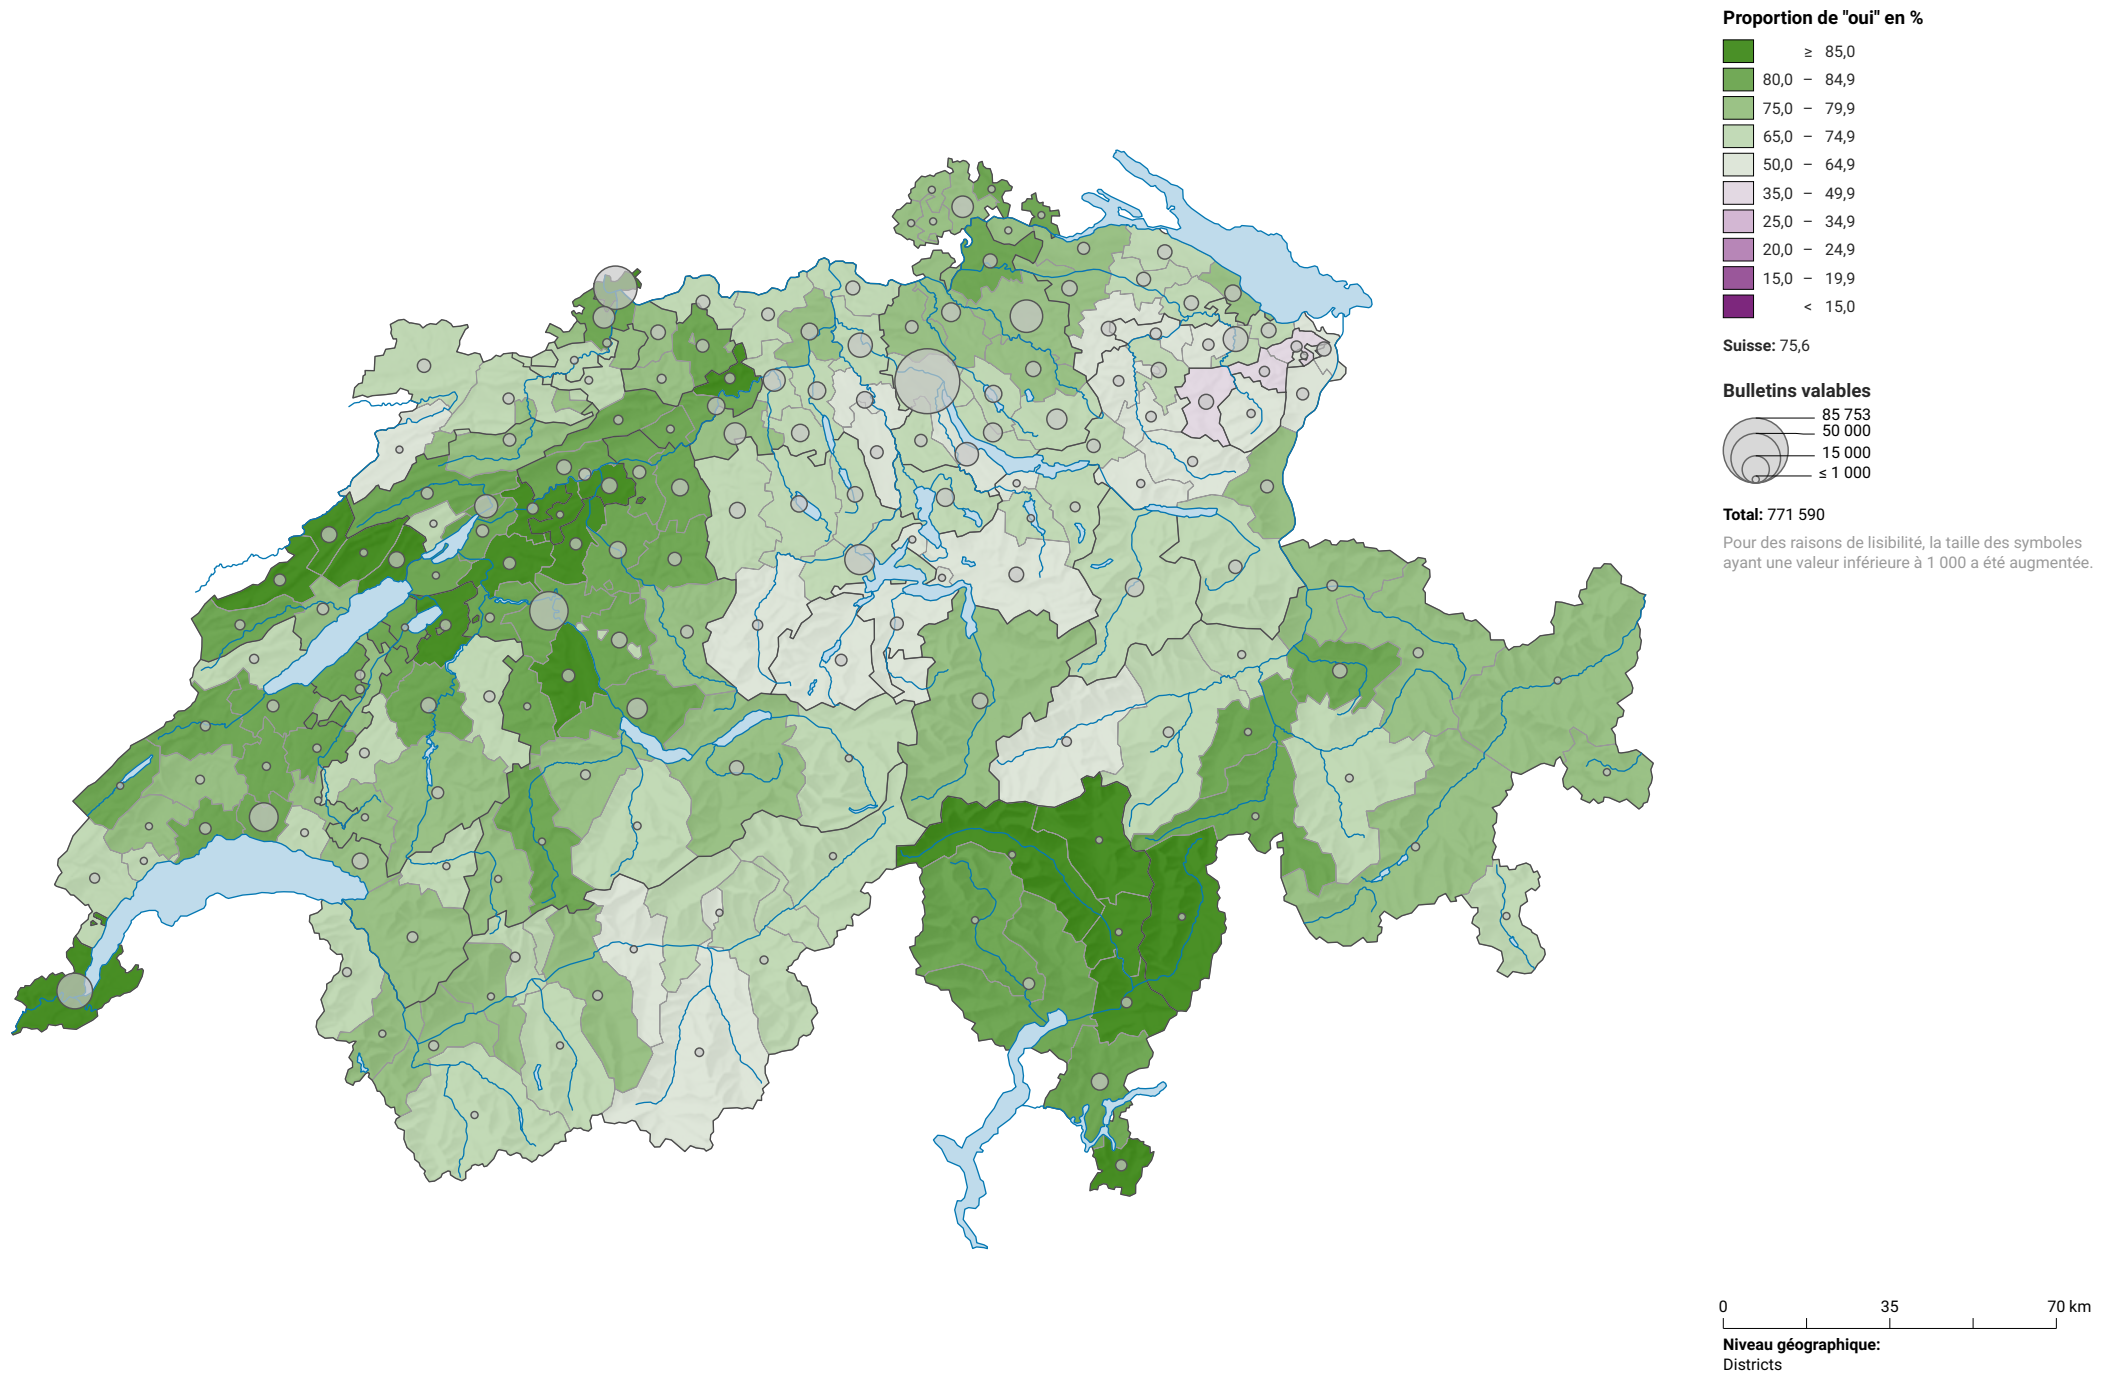 Proportion de "oui" en %
≥ 85,0
80,0 – 84,9
75,0 – 79,9
65,0 – 74,9
50,0 – 64,9
35,0 – 49,9
25,0 – 34,9
20,0 – 24,9
15,0 – 19,9
< 15,0
Suisse: 75,6
Bulletins valables
85 753
50 000
15 000
≤ 1 000
Total: 771 590
Pour des raisons de lisibilité, la taille des symboles
ayant une valeur inférieure à 1 000 a été augmentée.
0 35 70 km
Niveau géographique:
Districts